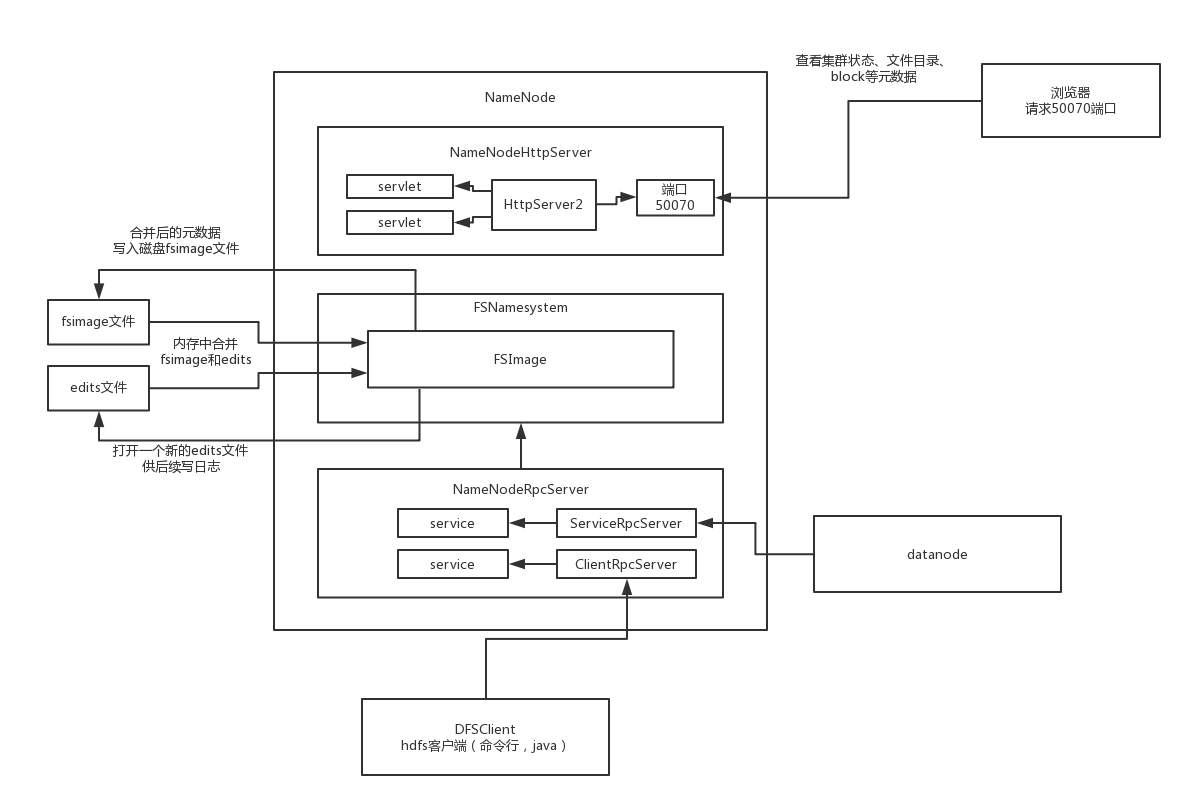 查看集群状态、文件目录、
block等元数据
浏览器
请求50070端口
NameNode
NameNodeHttpServer
servlet
servlet
HttpServer2
端口
50070
合并后的元数据
写入磁盘fsimage文件
fsimage文件
内存中合并
fsimage和edits
edits文件
打开一个新的edits文件
供后续写日志
FSNamesystem
FSImage
NameNodeRpcServer
service
ServiceRpcServer
service
ClientRpcServer
datanode
DFSClient
hdfs客户端（命令行，java）